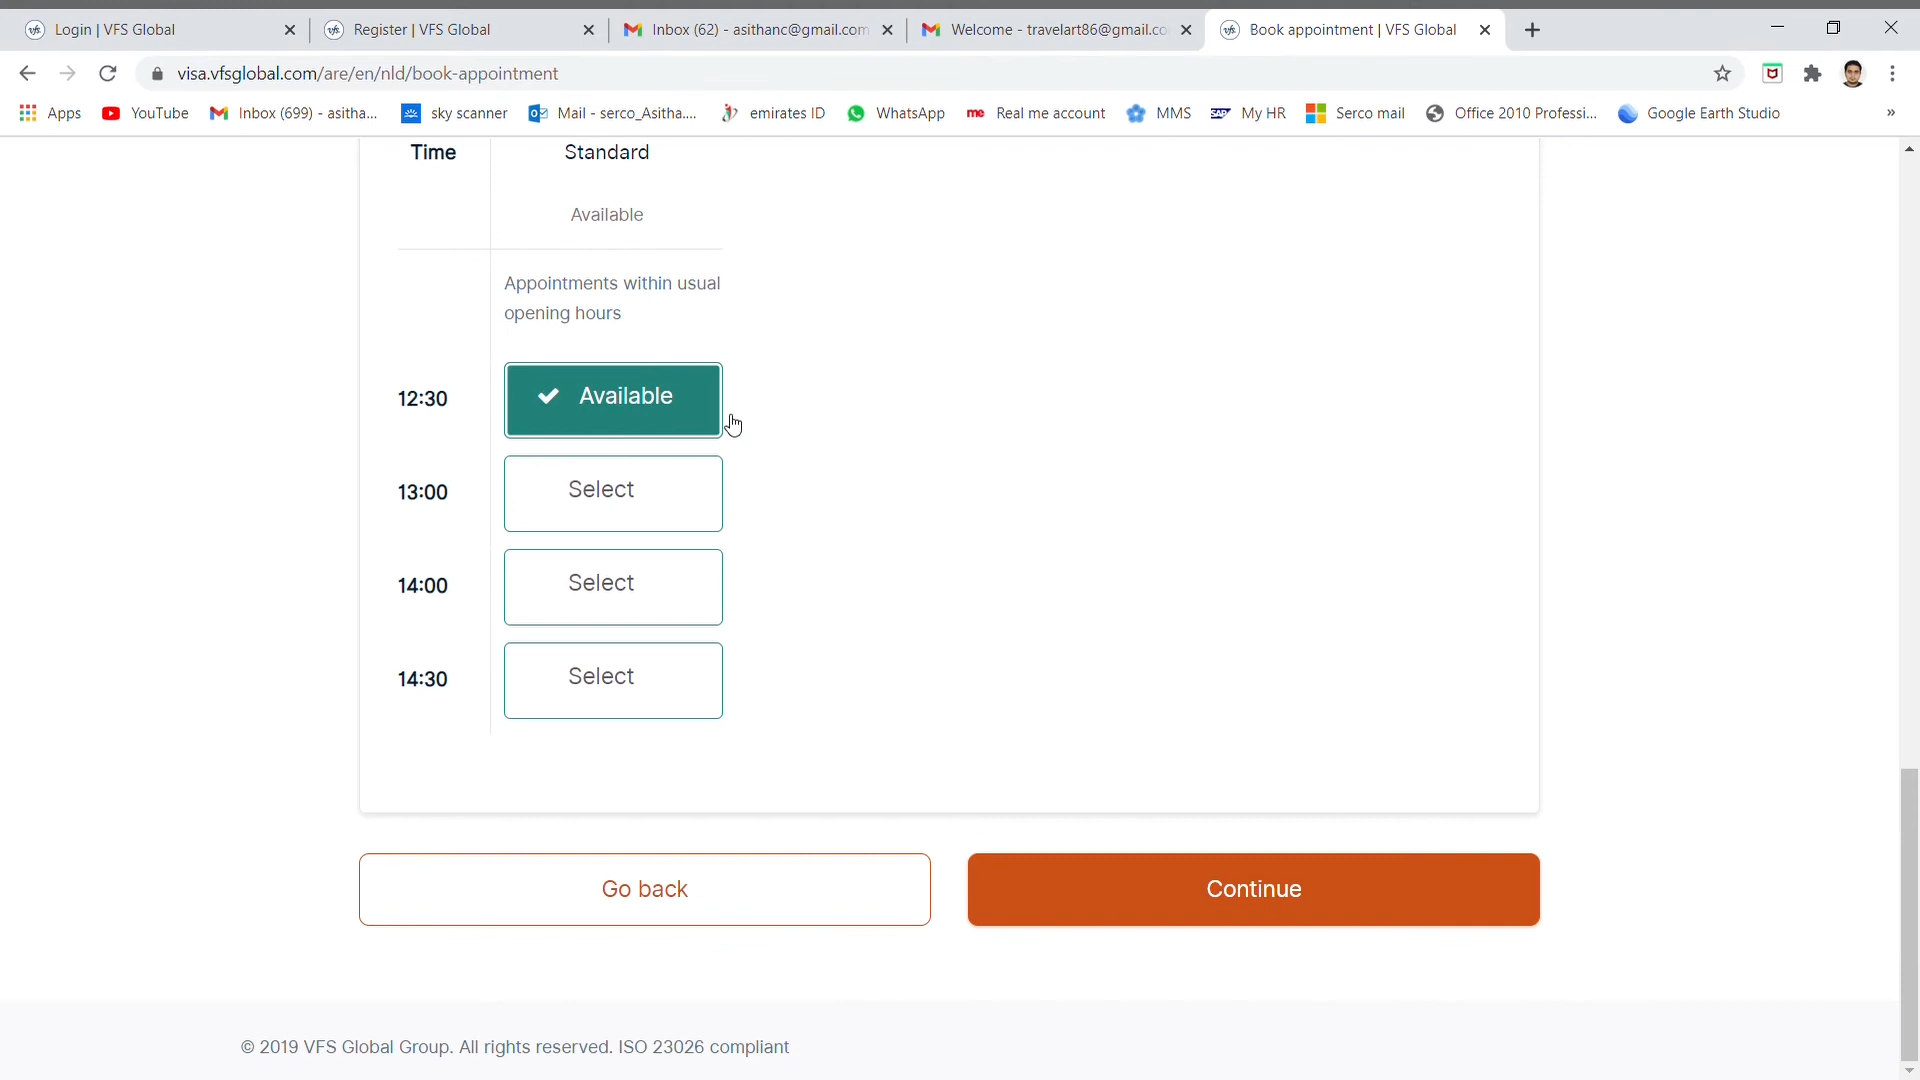 Login | VFS Global
Register | VFS Global
Inbox (62) - asithanc@gmail.com
Welcome - travelart86@gmail.co
Book appointment | VFS Global
visa.vfsglobal.com/are/en/nld/book-appointment
Apps
YouTube
Inbox (699) - asitha...
sky scanner
Mail - serco_Asitha....
emirates ID
WhatsApp
me Real me account
MMS
SAP My HR
Serco mail
Office 2010 Professi...
Google Earth Studio
»
Time Standard
Available
Appointments within usual
opening hours
12:30 Available
13:00 Select
14:00 Select
14:30 Select
Go back Continue
© 2019 VFS Global Group. All rights reserved. ISO 23026 compliant